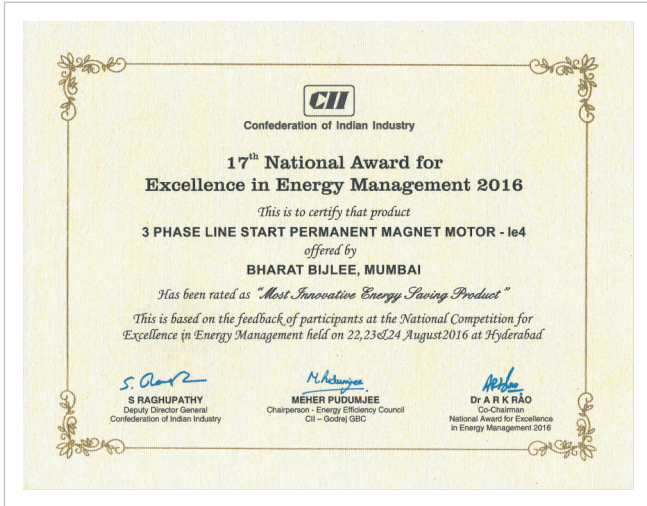 CII
Confederation of Indian Industry
17th National Award for
Excellence in Energy Management 2016
This is to certify that product
3 PHASE LINE START PERMANENT MAGNET MOTOR - Ie4
offered by
BHARAT BIJLEE, MUMBAI
Has been rated as "Most Innovative Energy Saving Product"
This is based on the feedback of participants at the National Competition for
Excellence in Energy Management held on 22,23&24 August2016 at Hyderabad
S RAGHUPATHY
Deputy Director General
Confederation of Indian Industry
MEHER PUDUMJEE
Chairperson - Energy Efficiency Council
CII – Godrej GBC
Dr A R K RAO
Co-Chairman
National Award for Excellence
in Energy Management 2016